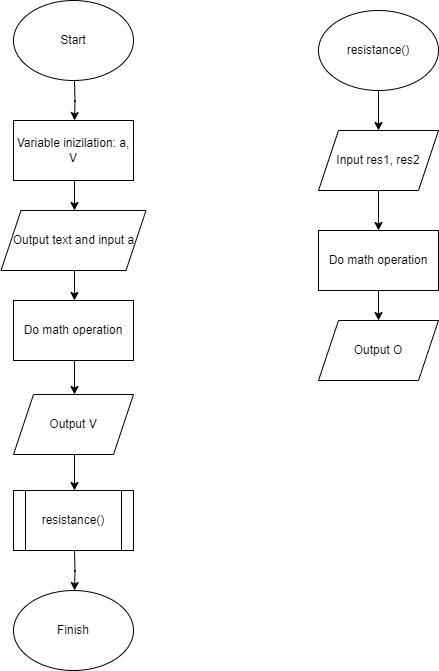 Start
Variable inizilation: a,
V
Output text and input a
Do math operation
Output V
resistance()
Finish
resistance()
Input res1, res2
Do math operation
Output O